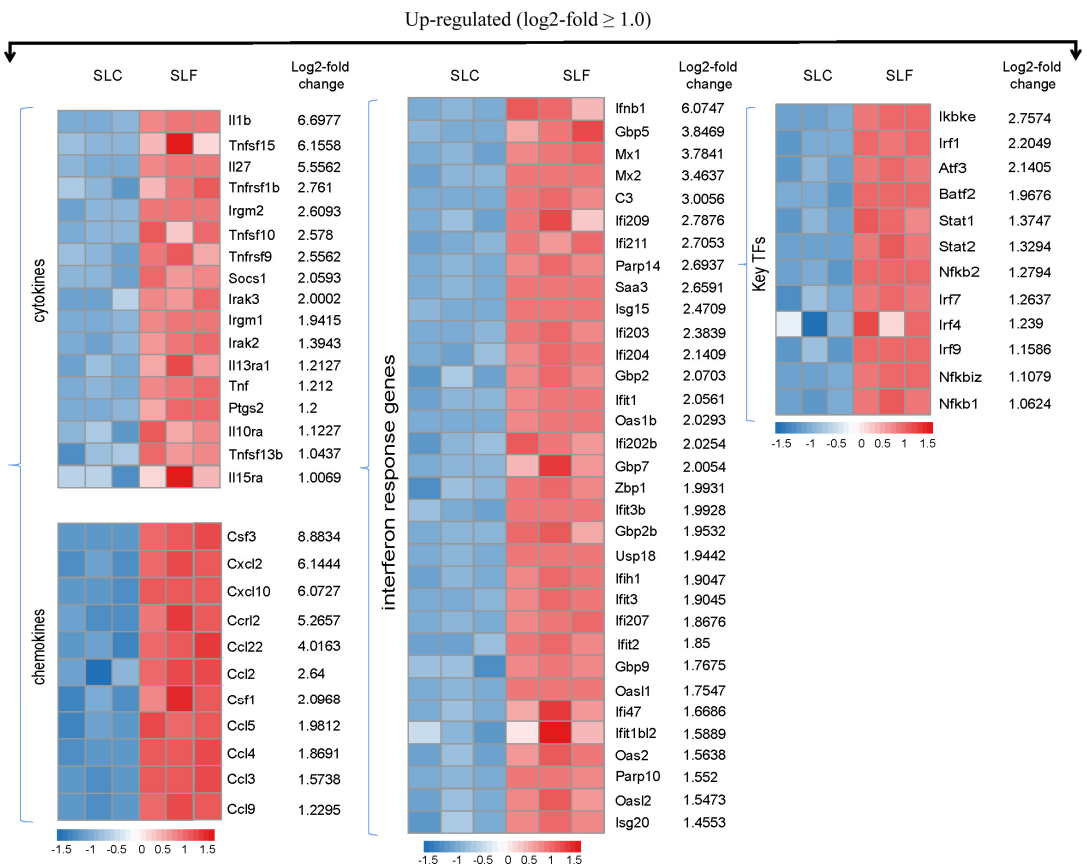 Up-regulated (log2-fold ≥ 1.0)
SLC SLF Log2-fold change
cytokines
Il1b 6.6977
Tnfsf15 6.1558
Il27 5.5562
Tnfrsf1b 2.761
Irgm2 2.6093
Tnfsf10 2.578
Tnfrsf9 2.5562
Socs1 2.0593
Irak3 2.0002
Irgm1 1.9415
Irak2 1.3943
Il13ra1 1.2127
Tnf 1.212
Ptgs2 1.2
Il10ra 1.1227
Tnfsf13b 1.0437
Il15ra 1.0069
chemokines
Csf3 8.8834
Cxcl2 6.1444
Cxcl10 6.0727
Ccrl2 5.2657
Ccl22 4.0163
Ccl2 2.64
Csf1 2.0968
Ccl5 1.9812
Ccl4 1.8691
Ccl3 1.5738
Ccl9 1.2295
-1.5 -1 -0.5 0 0.5 1 1.5
SLC SLF Log2-fold change
interferon response genes
Ifnb1 6.0747
Gbp5 3.8469
Mx1 3.7841
Mx2 3.4637
C3 3.0056
Ifi209 2.7876
Ifi211 2.7053
Parp14 2.6937
Saa3 2.6591
Isg15 2.4709
Ifi203 2.3839
Ifi204 2.1409
Gbp2 2.0703
Ifit1 2.0561
Oas1b 2.0293
Ifi202b 2.0254
Gbp7 2.0054
Zbp1 1.9931
Ifit3b 1.9928
Gbp2b 1.9532
Usp18 1.9442
Ifih1 1.9047
Ifit3 1.9045
Ifi207 1.8676
Ifit2 1.85
Gbp9 1.7675
Oasl1 1.7547
Ifi47 1.6686
Ifit1bl2 1.5889
Oas2 1.5638
Parp10 1.552
Oasl2 1.5473
Isg20 1.4553
-1.5 -1 -0.5 0 0.5 1 1.5
SLC SLF Log2-fold change
Key TFs
Ikbke 2.7574
Irf1 2.2049
Atf3 2.1405
Batf2 1.9676
Stat1 1.3747
Stat2 1.3294
Nfkb2 1.2794
Irf7 1.2637
Irf4 1.239
Irf9 1.1586
Nfkbiz 1.1079
Nfkb1 1.0624
-1.5 -1 -0.5 0 0.5 1 1.5